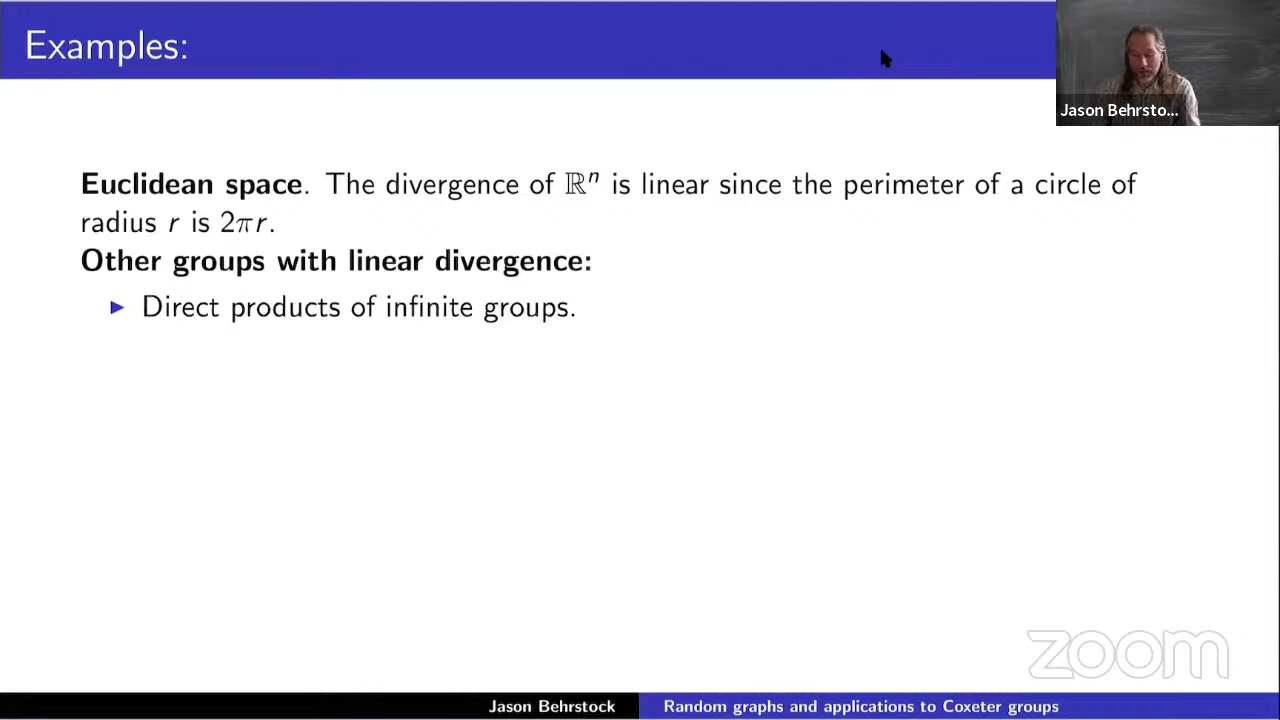 Examples:
Jason Behrsto...
Euclidean space. The divergence of ℝⁿ is linear since the perimeter of a circle of
radius r is 2πr.
Other groups with linear divergence:
▶ Direct products of infinite groups.
zoom
Jason Behrstock
Random graphs and applications to Coxeter groups